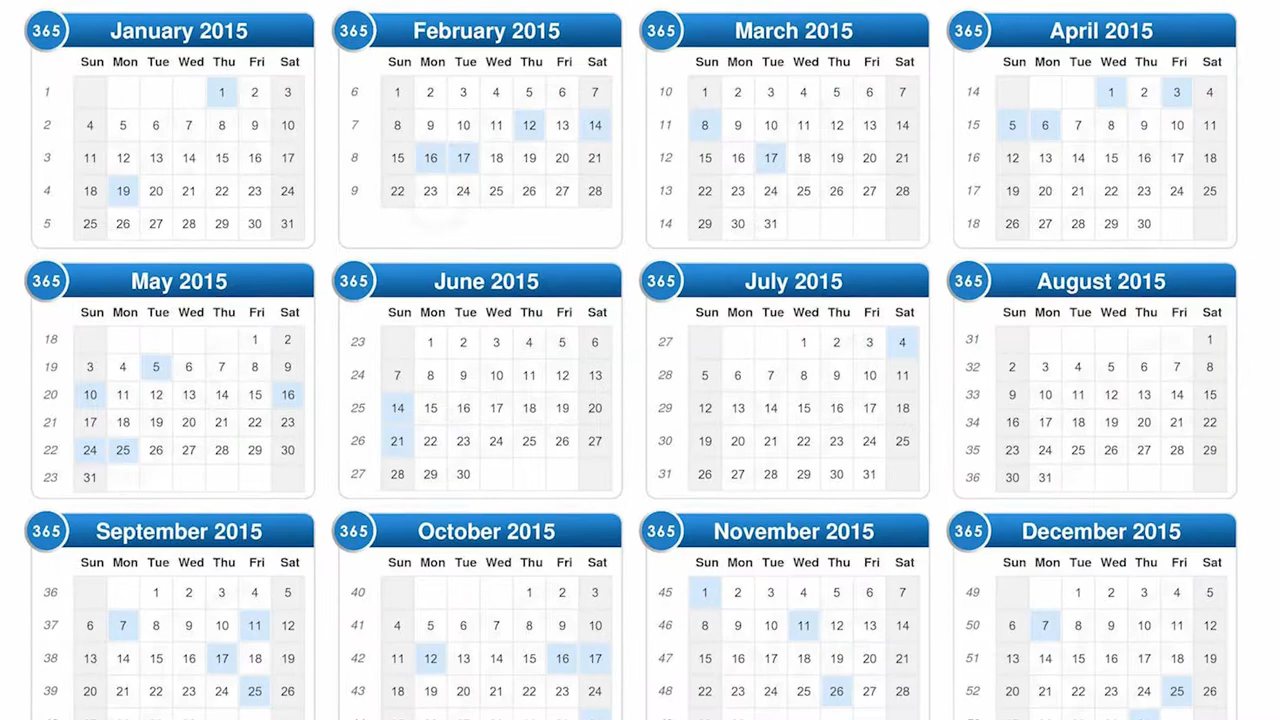 365 January 2015
Sun Mon Tue Wed Thu Fri Sat
1 1 2 3
2 4 5 6 7 8 9 10
3 11 12 13 14 15 16 17
4 18 19 20 21 22 23 24
5 25 26 27 28 29 30 31
365 February 2015
Sun Mon Tue Wed Thu Fri Sat
6 1 2 3 4 5 6 7
7 8 9 10 11 12 13 14
8 15 16 17 18 19 20 21
9 22 23 24 25 26 27 28
365 March 2015
Sun Mon Tue Wed Thu Fri Sat
10 1 2 3 4 5 6 7
11 8 9 10 11 12 13 14
12 15 16 17 18 19 20 21
13 22 23 24 25 26 27 28
14 29 30 31
365 April 2015
Sun Mon Tue Wed Thu Fri Sat
14 1 2 3 4
15 5 6 7 8 9 10 11
16 12 13 14 15 16 17 18
17 19 20 21 22 23 24 25
18 26 27 28 29 30
365 May 2015
Sun Mon Tue Wed Thu Fri Sat
18 1 2
19 3 4 5 6 7 8 9
20 10 11 12 13 14 15 16
21 17 18 19 20 21 22 23
22 24 25 26 27 28 29 30
23 31
365 June 2015
Sun Mon Tue Wed Thu Fri Sat
23 1 2 3 4 5 6
24 7 8 9 10 11 12 13
25 14 15 16 17 18 19 20
26 21 22 23 24 25 26 27
27 28 29 30
365 July 2015
Sun Mon Tue Wed Thu Fri Sat
27 1 2 3 4
28 5 6 7 8 9 10 11
29 12 13 14 15 16 17 18
30 19 20 21 22 23 24 25
31 26 27 28 29 30 31
365 August 2015
Sun Mon Tue Wed Thu Fri Sat
31 1
32 2 3 4 5 6 7 8
33 9 10 11 12 13 14 15
34 16 17 18 19 20 21 22
35 23 24 25 26 27 28 29
36 30 31
365 September 2015
Sun Mon Tue Wed Thu Fri Sat
36 1 2 3 4 5
37 6 7 8 9 10 11 12
38 13 14 15 16 17 18 19
39 20 21 22 23 24 25 26
365 October 2015
Sun Mon Tue Wed Thu Fri Sat
40 1 2 3
41 4 5 6 7 8 9 10
42 11 12 13 14 15 16 17
43 18 19 20 21 22 23 24
365 November 2015
Sun Mon Tue Wed Thu Fri Sat
45 1 2 3 4 5 6 7
46 8 9 10 11 12 13 14
47 15 16 17 18 19 20 21
48 22 23 24 25 26 27 28
365 December 2015
Sun Mon Tue Wed Thu Fri Sat
49 1 2 3 4 5
50 6 7 8 9 10 11 12
51 13 14 15 16 17 18 19
52 20 21 22 23 24 25 26